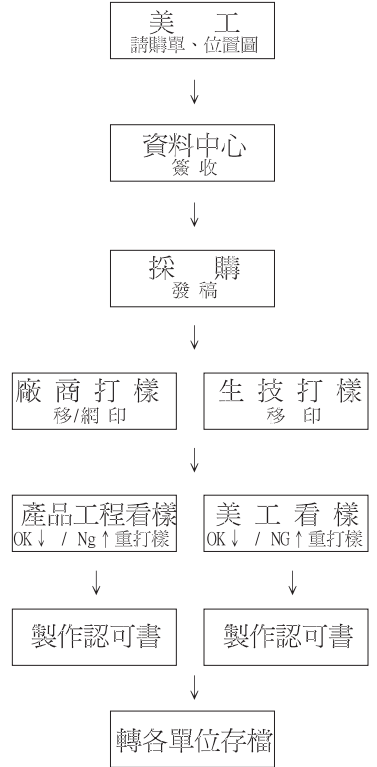 美 工
請購單、位置圖
↓
資料中心
簽 收
↓
採 購
發 稿
↓
廠 商 打 樣
移/網 印
生 技 打 樣
移 印
↓
產品工程看樣
OK↓ / Ng↑重打樣
美 工 看 樣
OK↓ / NG↑重打樣
↓ ↓
製作認可書
製作認可書
↓
轉各單位存檔